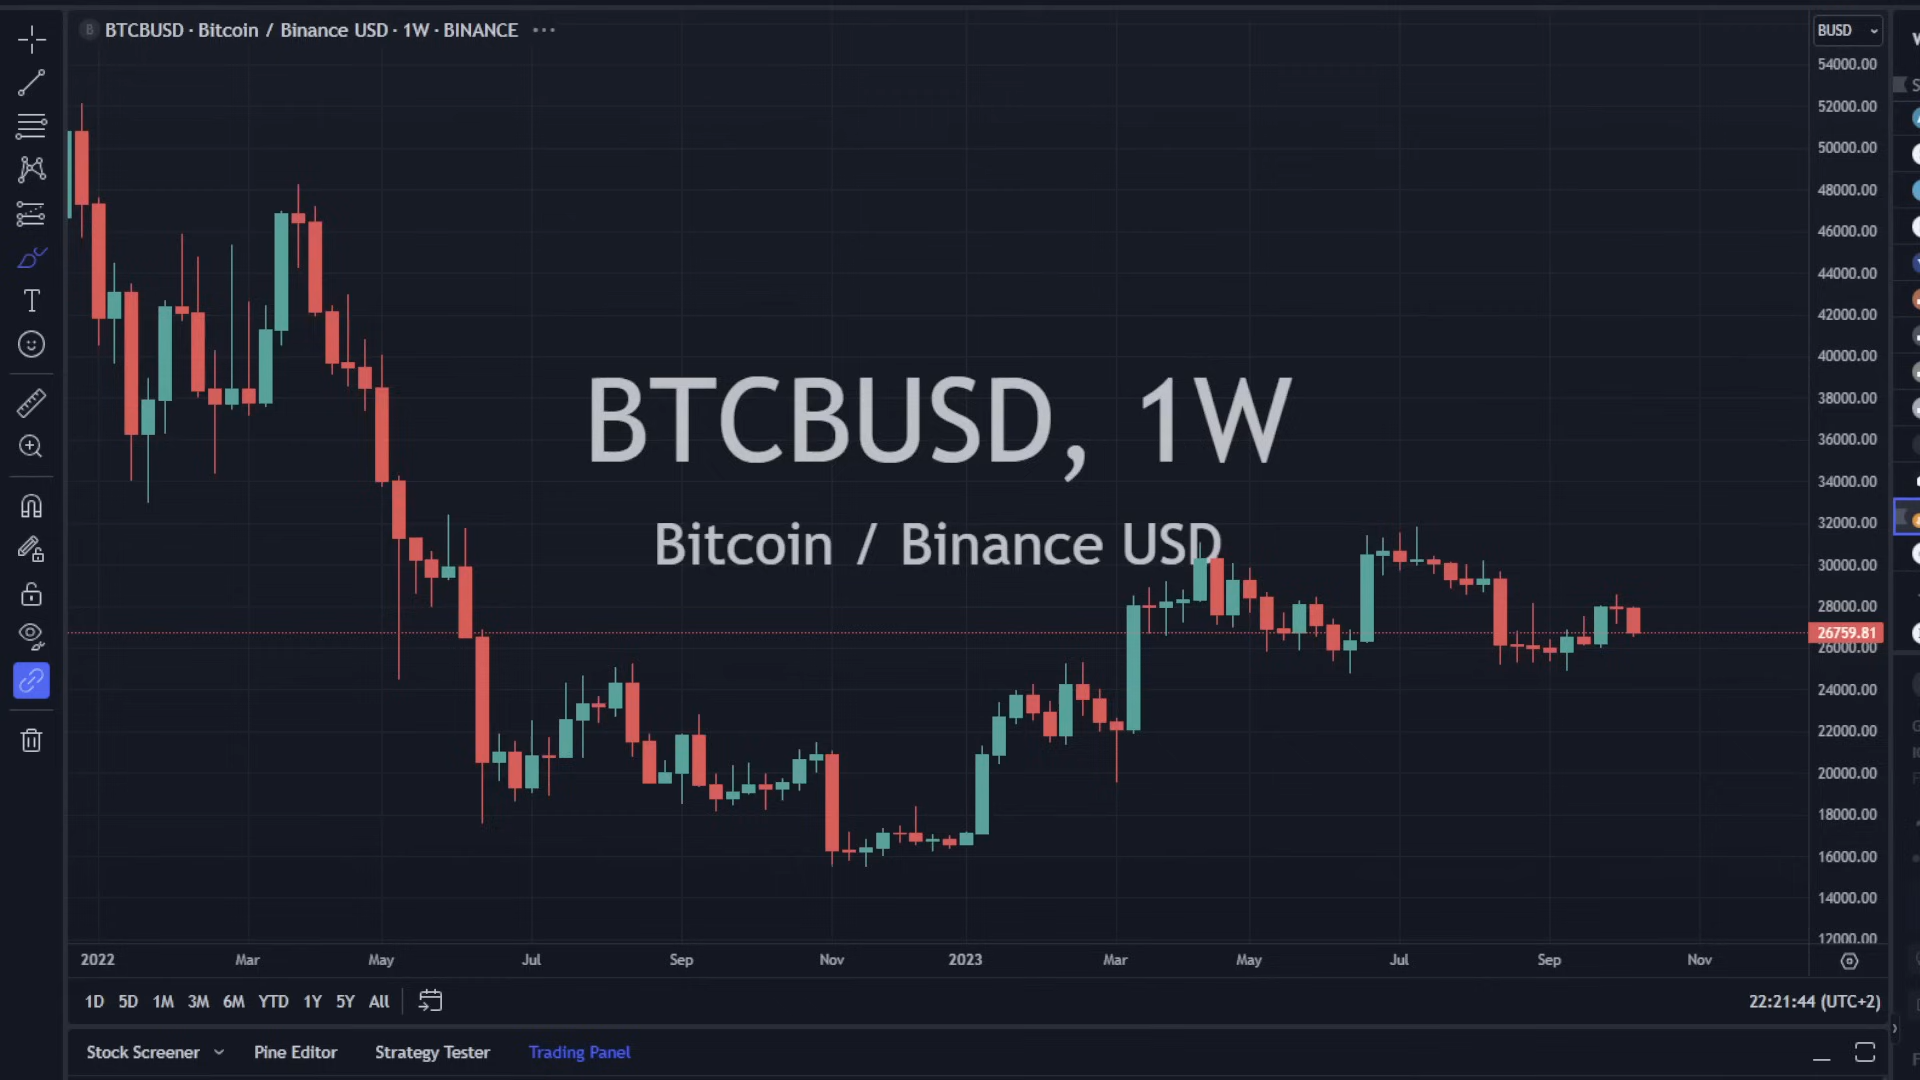 B BTCBUSD · Bitcoin / Binance USD · 1W · BINANCE ···
BUSD
54000.00
52000.00
50000.00
48000.00
46000.00
44000.00
42000.00
40000.00
38000.00
36000.00
34000.00
32000.00
30000.00
28000.00
26759.81
26000.00
24000.00
22000.00
20000.00
18000.00
16000.00
14000.00
12000.00
BTCBUSD, 1W
Bitcoin / Binance USD
2022 Mar May Jul Sep Nov 2023 Mar May Jul Sep Nov
1D 5D 1M 3M 6M YTD 1Y 5Y All
22:21:44 (UTC+2)
Stock Screener Pine Editor Strategy Tester Trading Panel